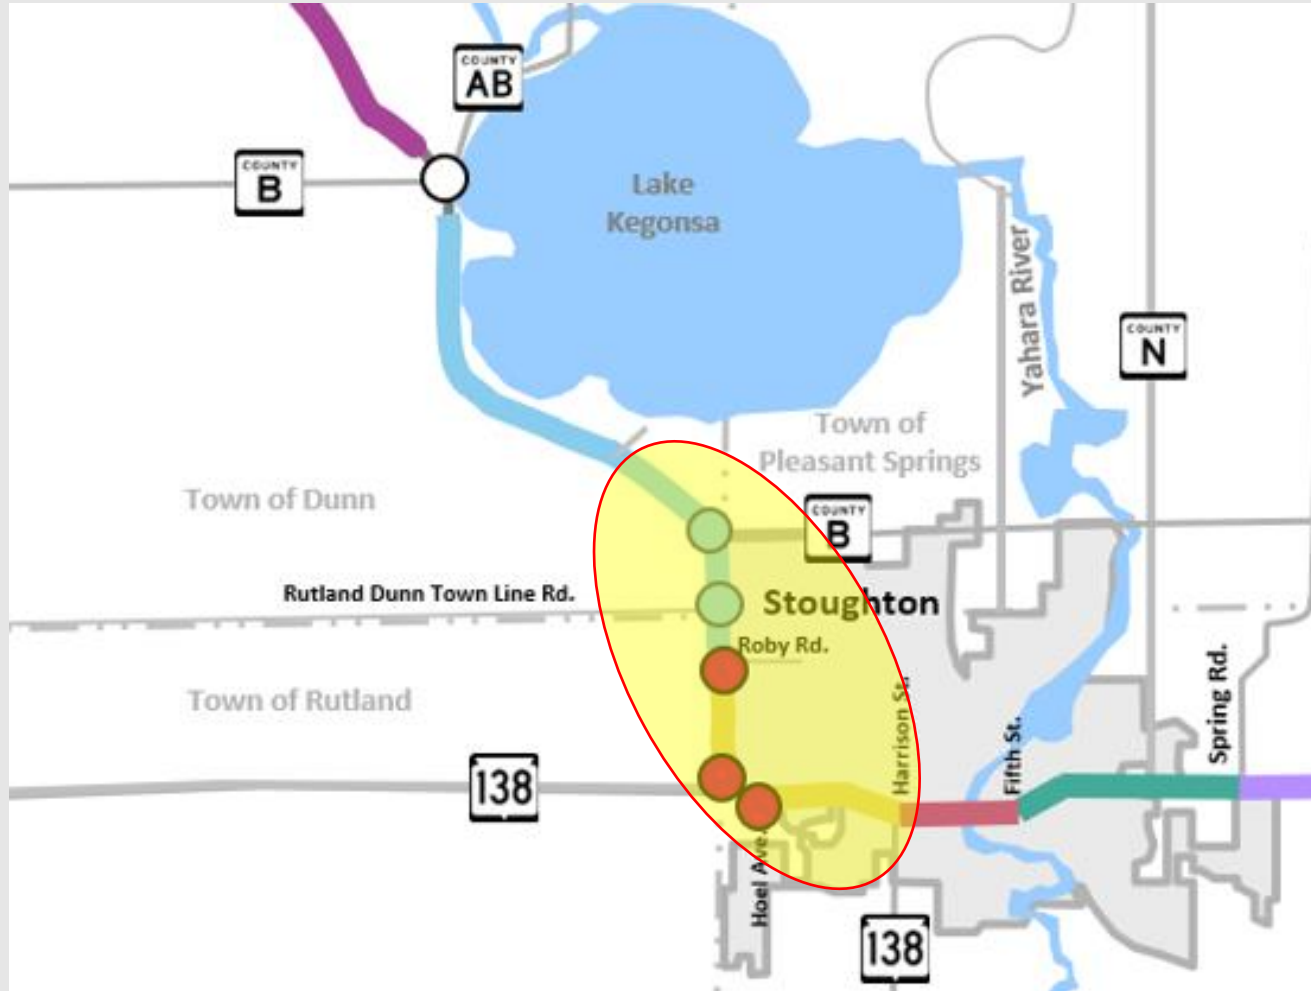 COUNTY
AB
COUNTY
B
Lake
Kegonsa
Yahara River
COUNTY
N
Town of
Pleasant Springs
Town of Dunn
COUNTY
B
Rutland Dunn Town Line Rd.
Stoughton
Roby Rd.
Town of Rutland
Harrison St.
Fifth St.
Spring Rd.
138
Hoel Ave.
138